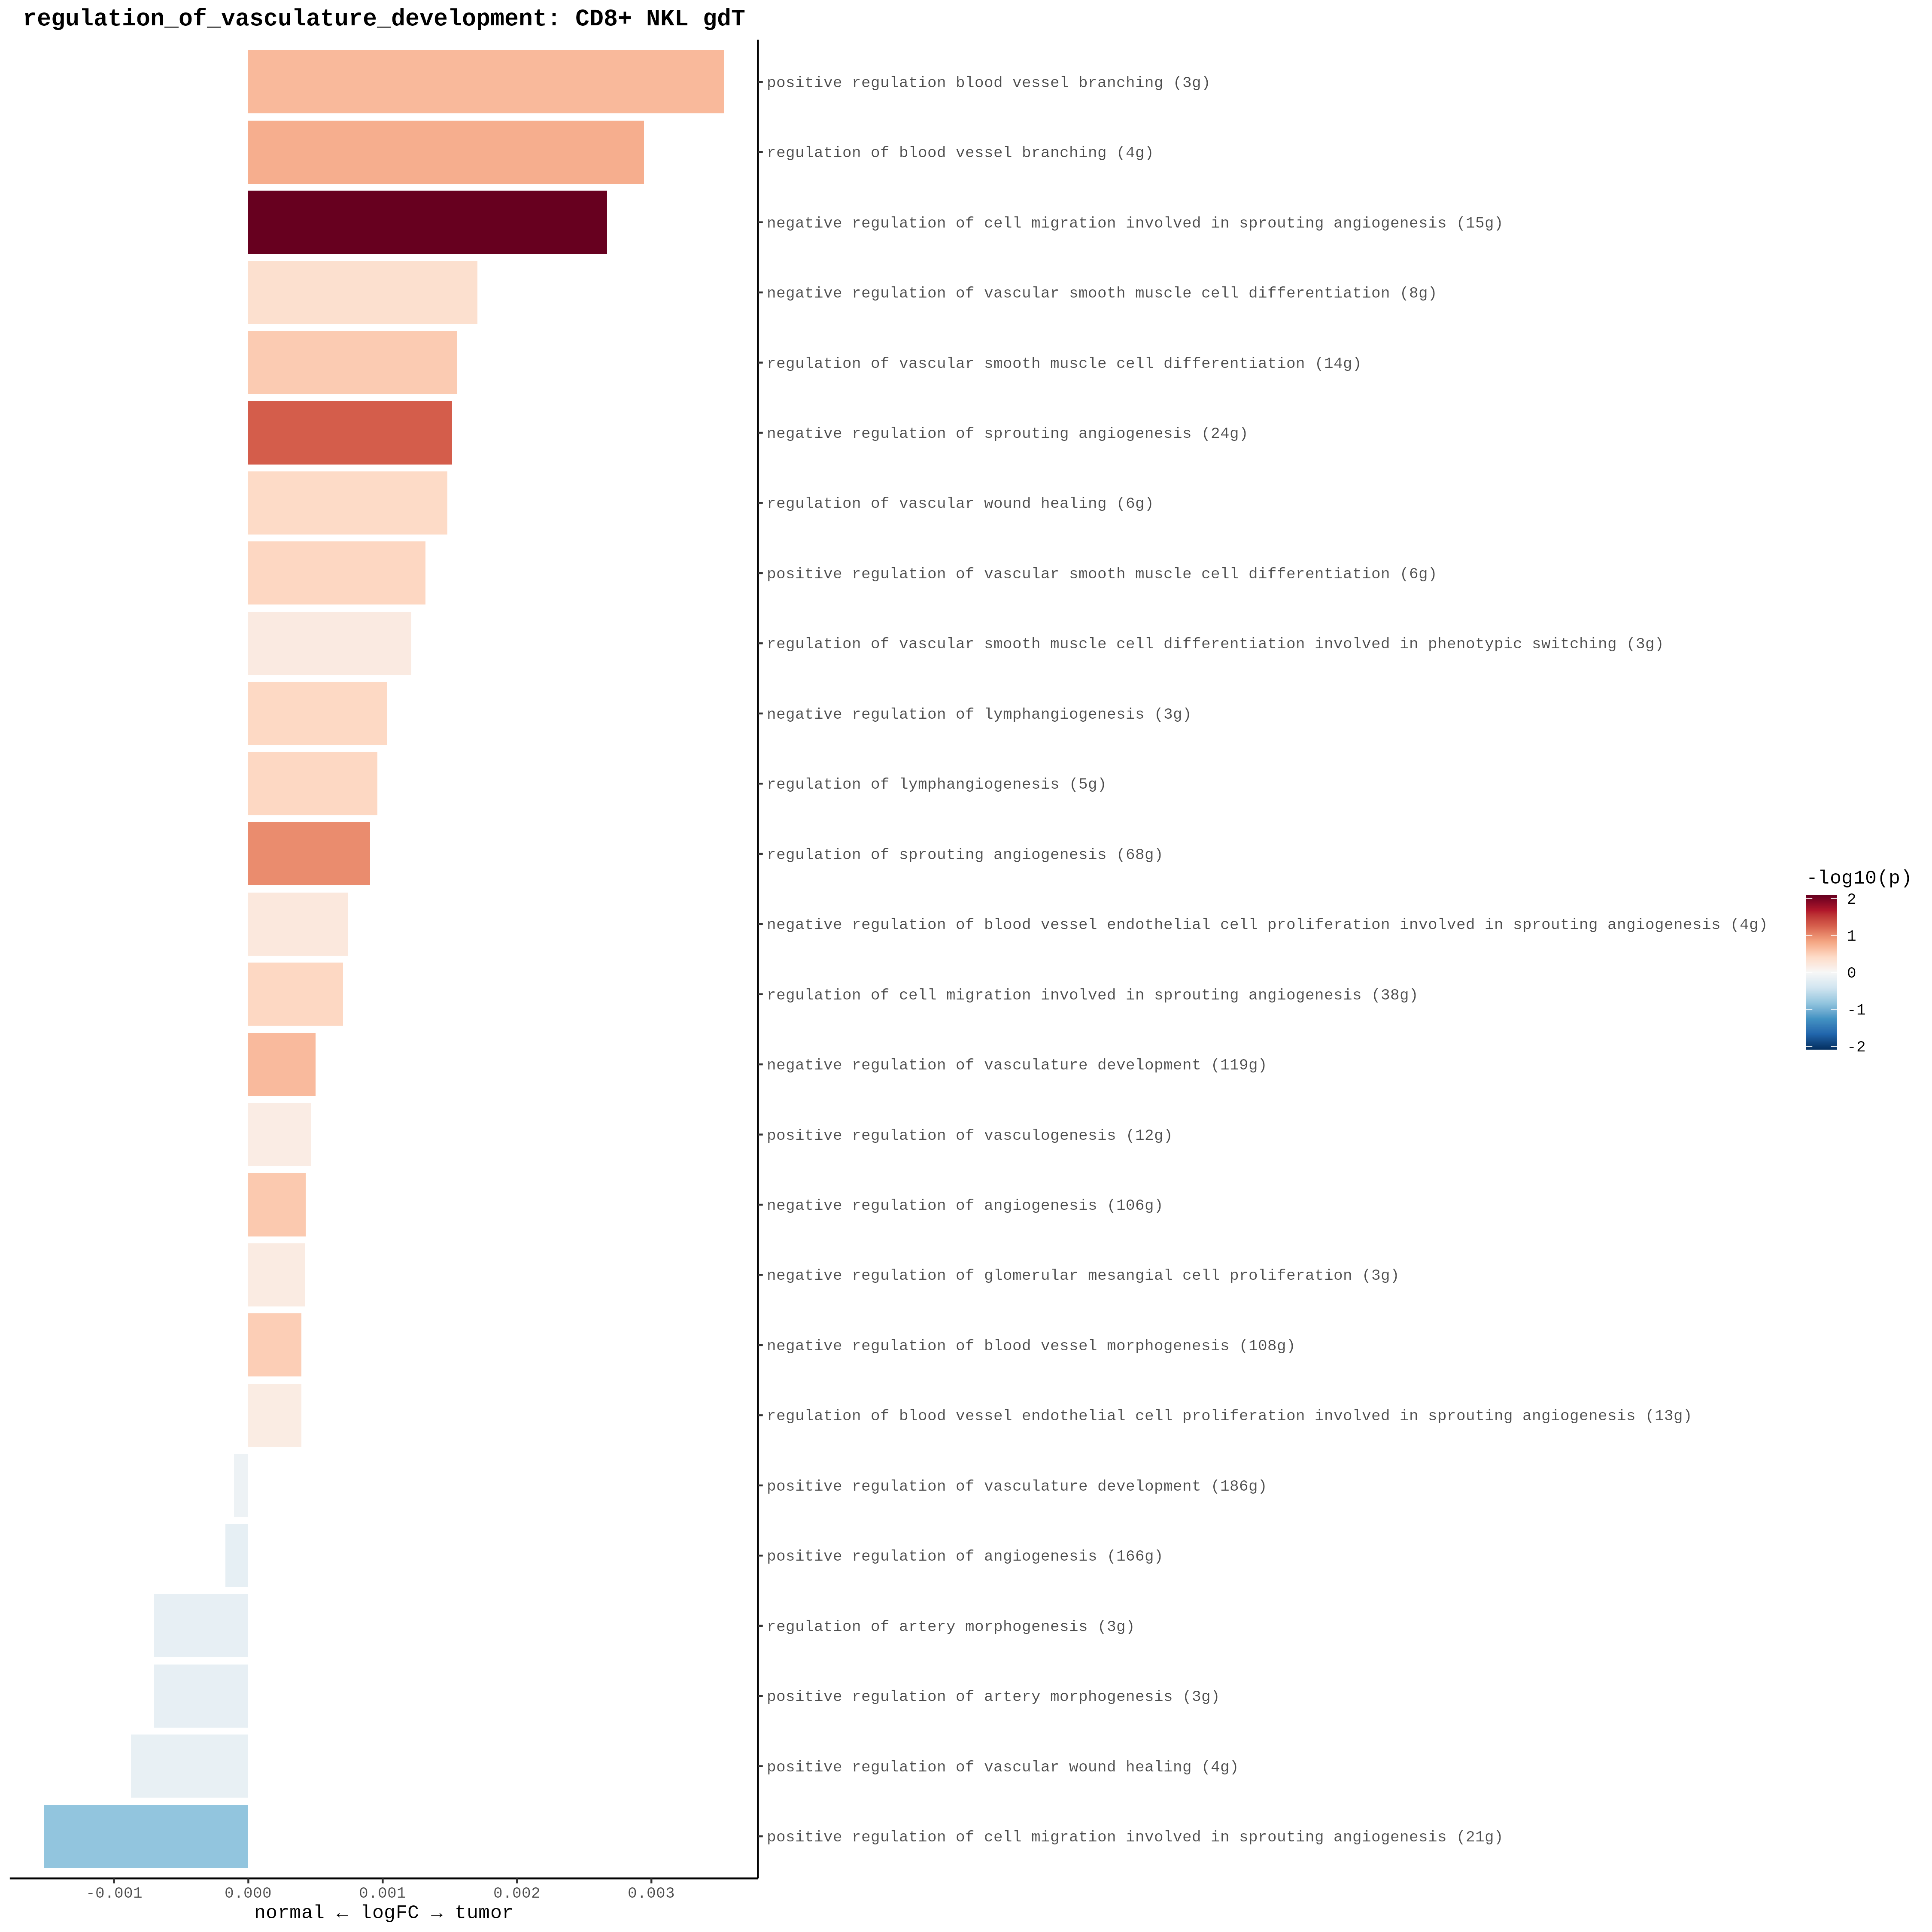 regulation_of_vasculature_development: CD8+ NKL gdT
positive regulation blood vessel branching (3g)
regulation of blood vessel branching (4g)
negative regulation of cell migration involved in sprouting angiogenesis (15g)
negative regulation of vascular smooth muscle cell differentiation (8g)
regulation of vascular smooth muscle cell differentiation (14g)
negative regulation of sprouting angiogenesis (24g)
regulation of vascular wound healing (6g)
positive regulation of vascular smooth muscle cell differentiation (6g)
regulation of vascular smooth muscle cell differentiation involved in phenotypic switching (3g)
negative regulation of lymphangiogenesis (3g)
regulation of lymphangiogenesis (5g)
regulation of sprouting angiogenesis (68g)
negative regulation of blood vessel endothelial cell proliferation involved in sprouting angiogenesis (4g)
regulation of cell migration involved in sprouting angiogenesis (38g)
negative regulation of vasculature development (119g)
positive regulation of vasculogenesis (12g)
negative regulation of angiogenesis (106g)
negative regulation of glomerular mesangial cell proliferation (3g)
negative regulation of blood vessel morphogenesis (108g)
regulation of blood vessel endothelial cell proliferation involved in sprouting angiogenesis (13g)
positive regulation of vasculature development (186g)
positive regulation of angiogenesis (166g)
regulation of artery morphogenesis (3g)
positive regulation of artery morphogenesis (3g)
positive regulation of vascular wound healing (4g)
positive regulation of cell migration involved in sprouting angiogenesis (21g)
-0.001 0.000 0.001 0.002 0.003
normal ← logFC → tumor
-log10(p)
2
1
0
-1
-2